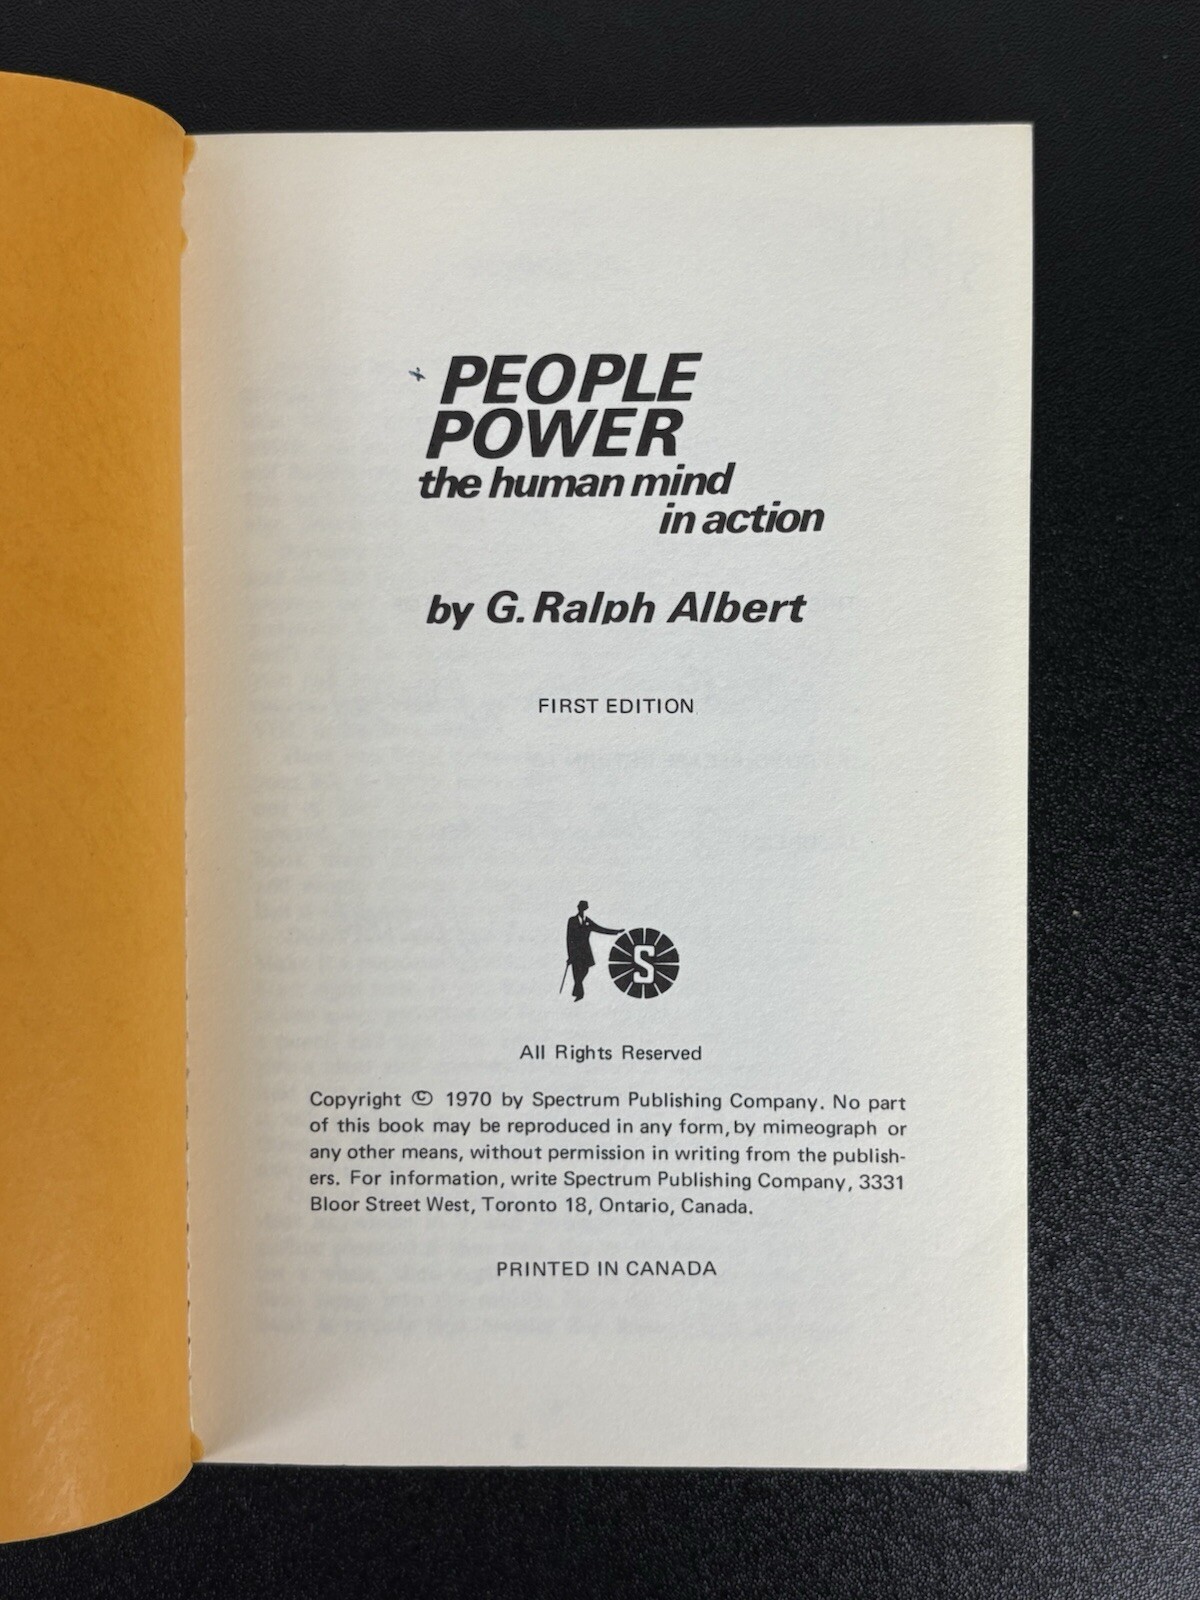 PEOPLE
POWER
the human mind
in action
by G. Ralph Albert
FIRST EDITION
S
All Rights Reserved
Copyright © 1970 by Spectrum Publishing Company. No part
of this book may be reproduced in any form, by mimeograph or
any other means, without permission in writing from the publish-
ers. For information, write Spectrum Publishing Company, 3331
Bloor Street West, Toronto 18, Ontario, Canada.
PRINTED IN CANADA